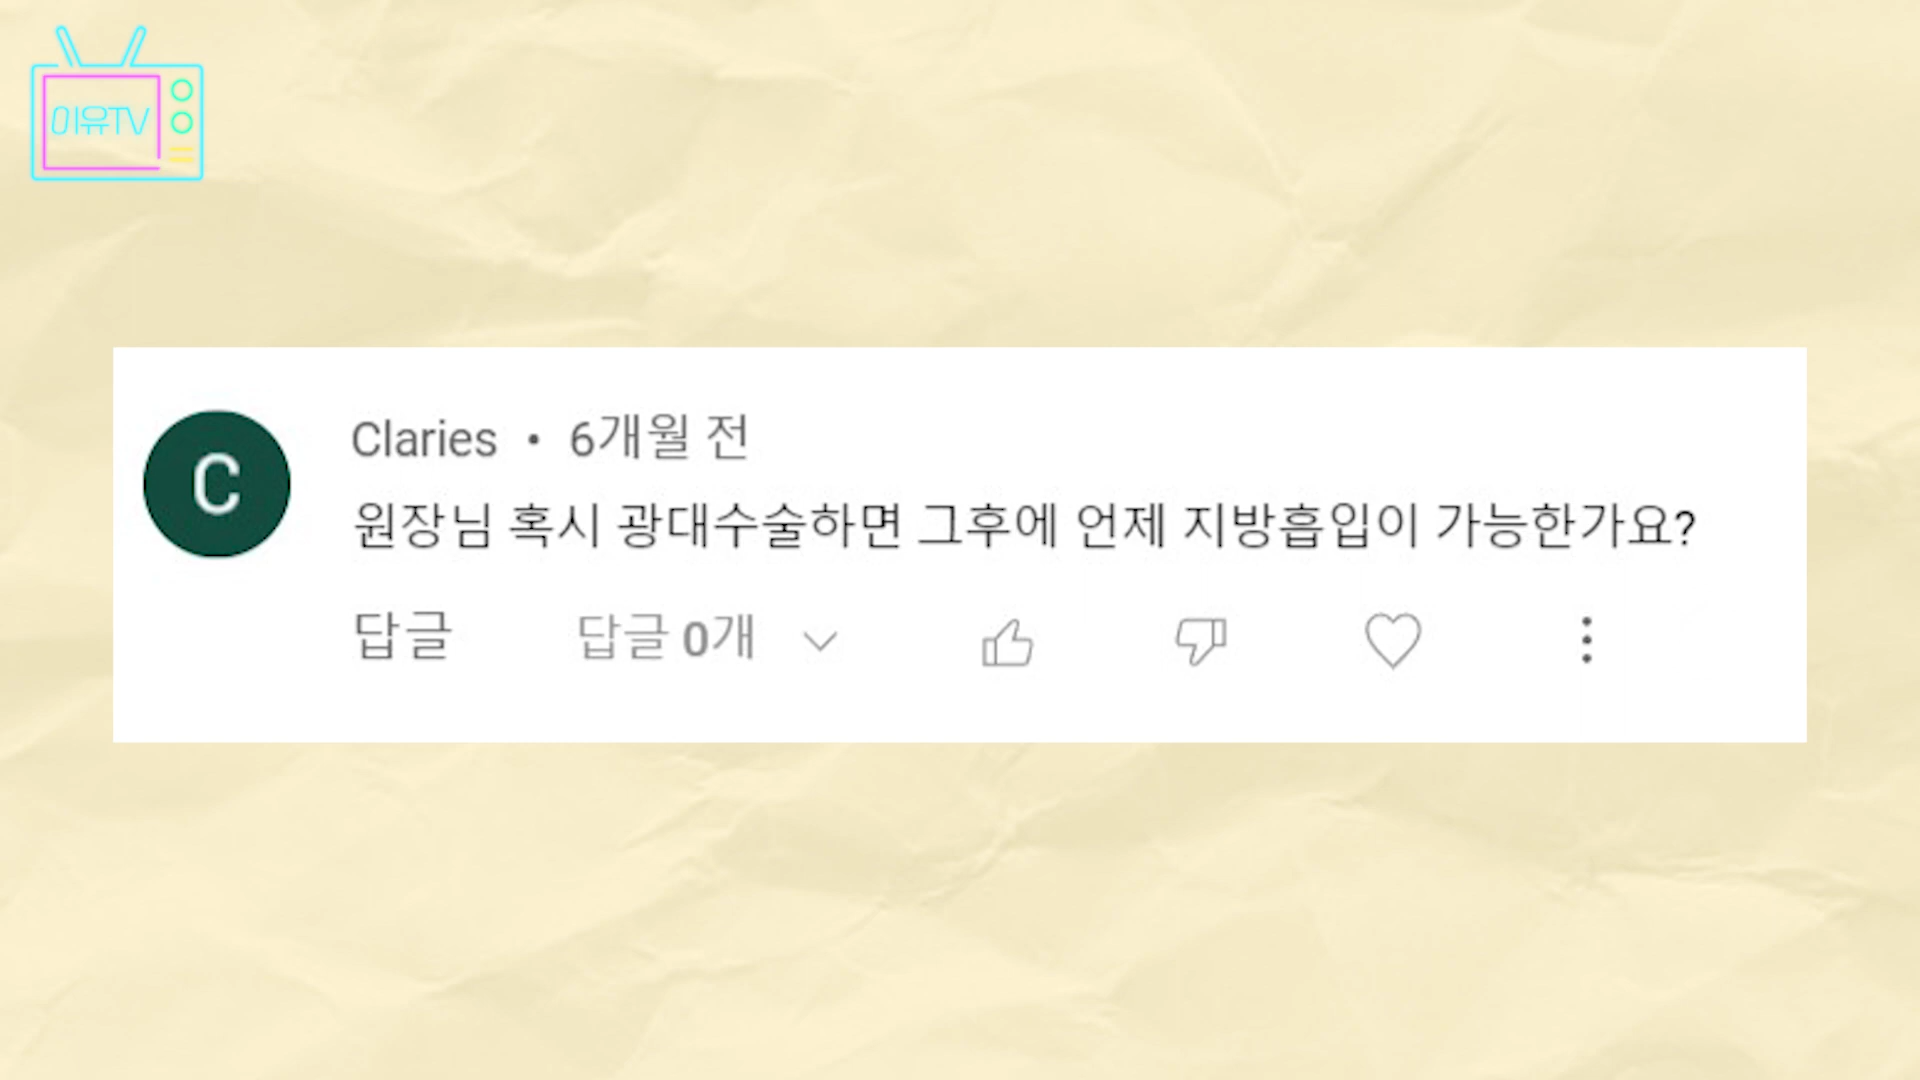 이유TV
C
Claries • 6개월 전
원장님 혹시 광대수술하면 그후에 언제 지방흡입이 가능한가요?
답글 답글 0개